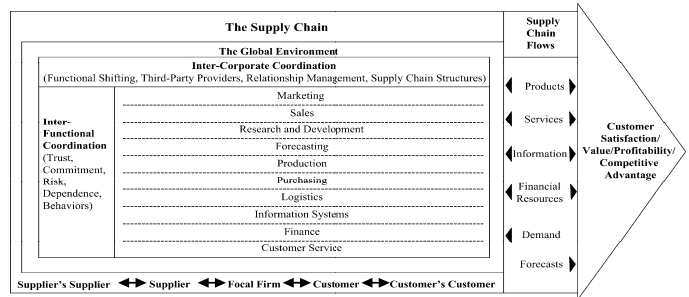 The Supply Chain
Supply
Chain
Flows
The Global Environment
Inter-Corporate Coordination
(Functional Shifting, Third-Party Providers, Relationship Management, Supply Chain Structures)
Inter-
Functional
Coordination
(Trust,
Commitment,
Risk,
Dependence,
Behaviors)
Marketing
Sales
Research and Development
Forecasting
Production
Purchasing
Logistics
Information Systems
Finance
Customer Service
Products
Services
Information
Financial
Resources
Demand
Forecasts
Customer
Satisfaction/
Value/Profitability/
Competitive
Advantage
Supplier's Supplier Supplier Focal Firm Customer Customer's Customer